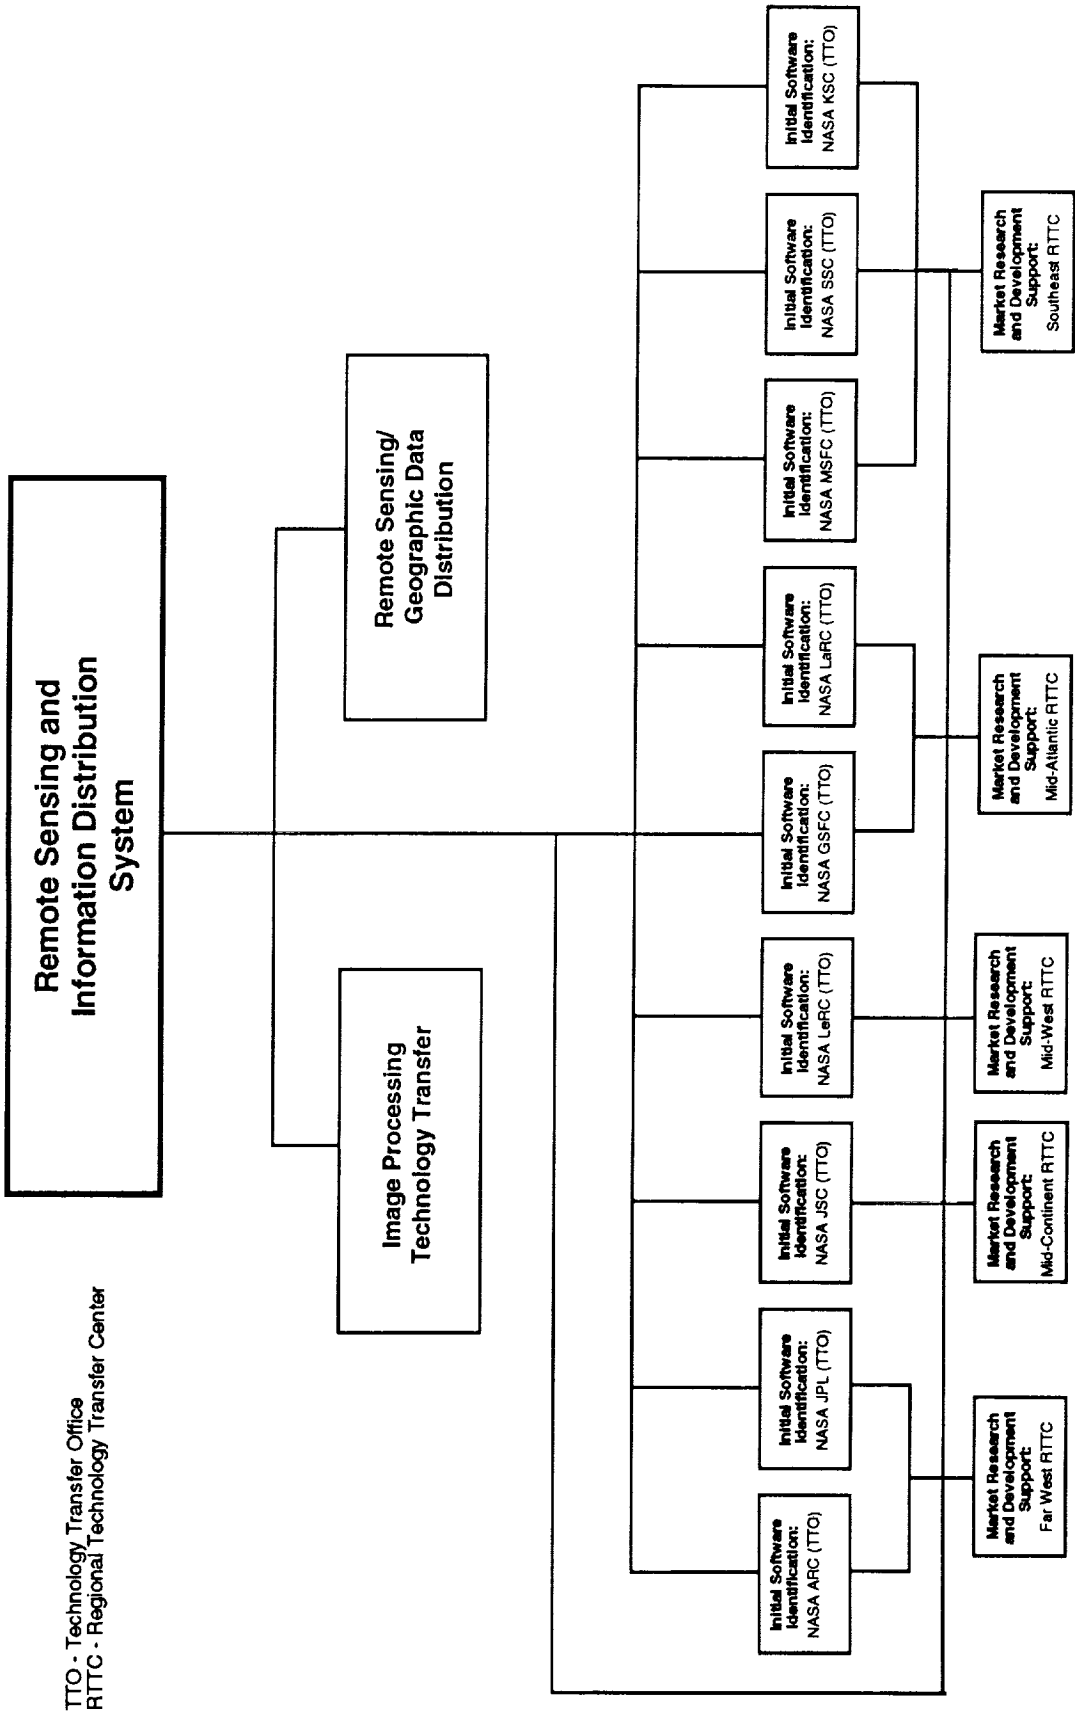 TTO - Technology Transfer Office
RTTC - Regional Technology Transfer Center
Remote Sensing and
Information Distribution
System
Image Processing
Technology Transfer
Remote Sensing/
Geographic Data
Distribution
Initial Software
Identification:
NASA ARC (TTO)
Initial Software
Identification:
NASA JPL (TTO)
Initial Software
Identification:
NASA JSC (TTO)
Initial Software
Identification:
NASA LeRC (TTO)
Initial Software
Identification:
NASA GSFC (TTO)
Initial Software
Identification:
NASA LaRC (TTO)
Initial Software
Identification:
NASA MSFC (TTO)
Initial Software
Identification:
NASA SSC (TTO)
Initial Software
Identification:
NASA KSC (TTO)
Market Research
and Development
Support:
Far West RTTC
Market Research
and Development
Support:
Mid-Continent RTTC
Market Research
and Development
Support:
Mid-West RTTC
Market Research
and Development
Support:
Mid-Atlantic RTTC
Market Research
and Development
Support:
Southeast RTTC